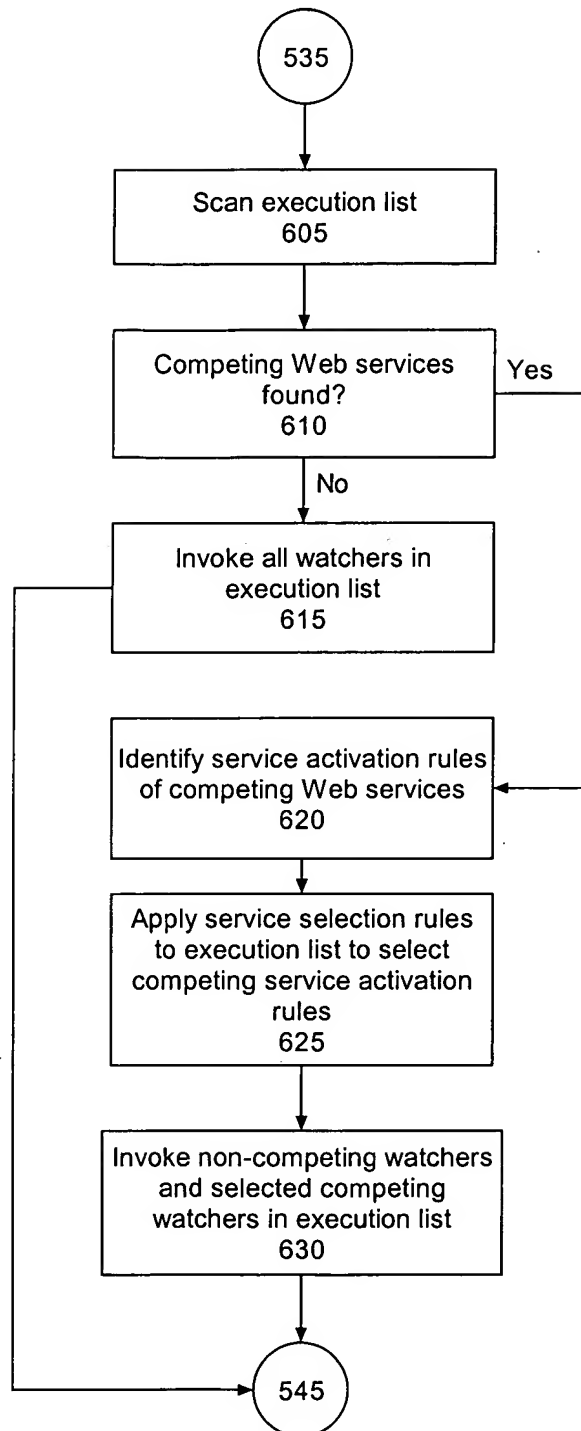 535
Scan execution list
605
Competing Web services
found?
610
Yes
No
Invoke all watchers in
execution list
615
Identify service activation rules
of competing Web services
620
Apply service selection rules
to execution list to select
competing service activation
rules
625
Invoke non-competing watchers
and selected competing
watchers in execution list
630
545